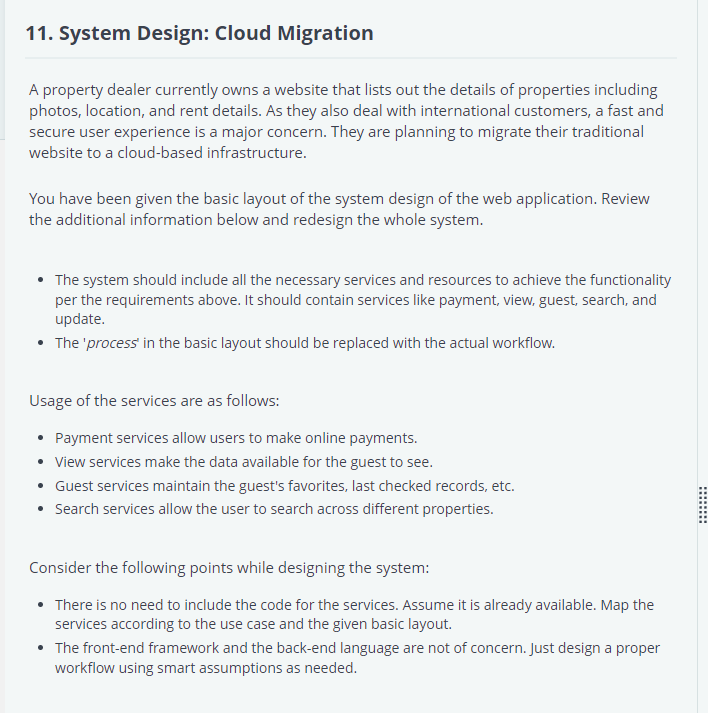 11. System Design: Cloud Migration
A property dealer currently owns a website that lists out the details of properties including
photos, location, and rent details. As they also deal with international customers, a fast and
secure user experience is a major concern. They are planning to migrate their traditional
website to a cloud-based infrastructure.
You have been given the basic layout of the system design of the web application. Review
the additional information below and redesign the whole system.
• The system should include all the necessary services and resources to achieve the functionality
per the requirements above. It should contain services like payment, view, guest, search, and
update.
• The 'process' in the basic layout should be replaced with the actual workflow.
Usage of the services are as follows:
• Payment services allow users to make online payments.
• View services make the data available for the guest to see.
• Guest services maintain the guest's favorites, last checked records, etc.
• Search services allow the user to search across different properties.
Consider the following points while designing the system:
• There is no need to include the code for the services. Assume it is already available. Map the
services according to the use case and the given basic layout.
• The front-end framework and the back-end language are not of concern. Just design a proper
workflow using smart assumptions as needed.